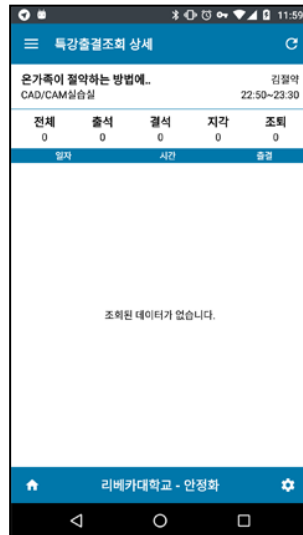 11:59
특강출결조회 상세
온가족이 절약하는 방법에.. 김절약
CAD/CAM실습실 22:50~23:30
전체 출석 결석 지각 조퇴
0 0 0 0 0
일자 시간 출결
조회된 데이터가 없습니다.
리베카대학교 - 안정화